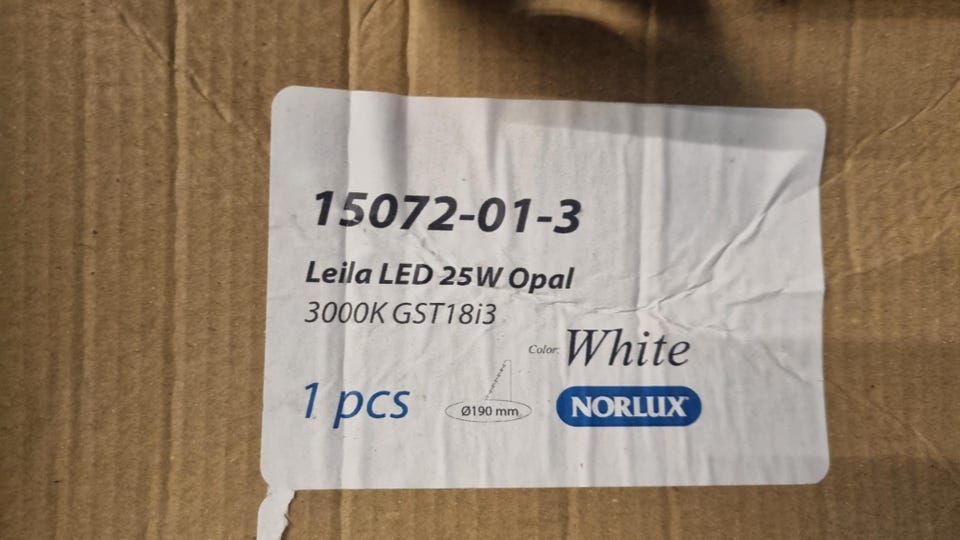 15072-01-3
Leila LED 25W Opal
3000K GST18i3
Color: White
1 pcs
Ø190 mm
NORLUX